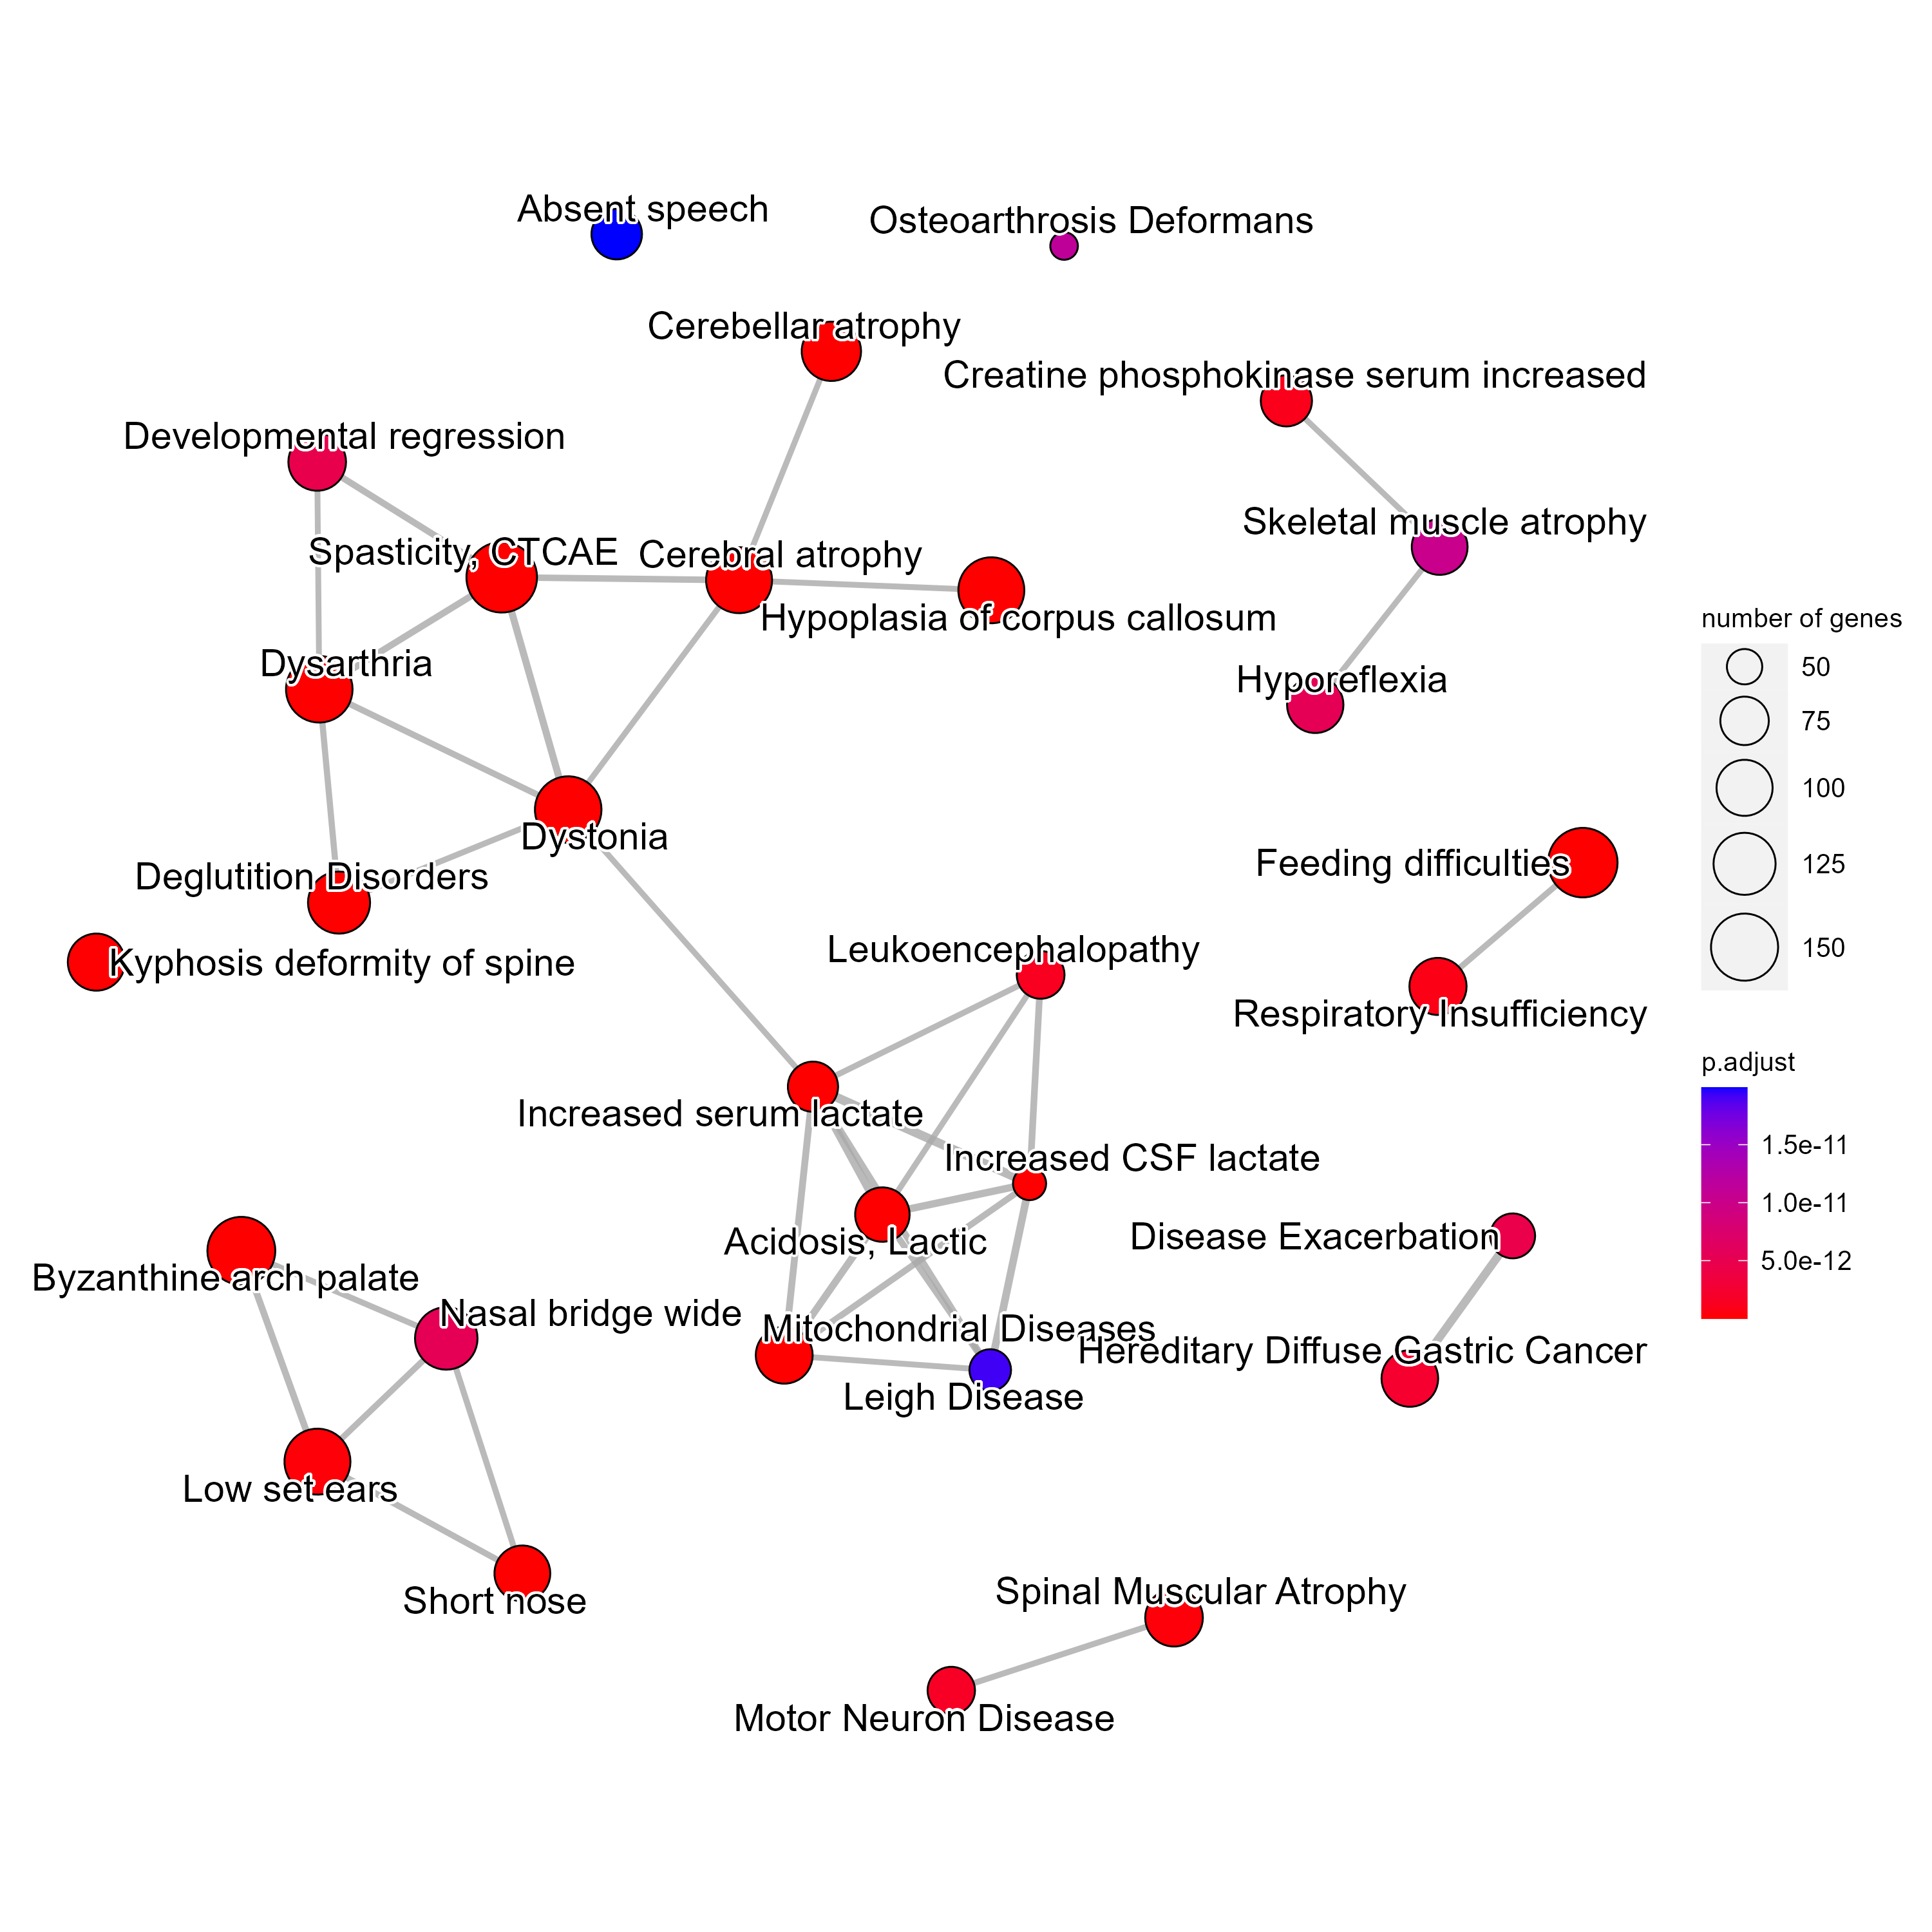 Absent speech
Osteoarthrosis Deformans
Cerebellar atrophy
Creatine phosphokinase serum increased
Developmental regression
Skeletal muscle atrophy
Spasticity, CTCAE
Cerebral atrophy
Hypoplasia of corpus callosum
Dysarthria
Hyporeflexia
Dystonia
Deglutition Disorders
Feeding difficulties
Kyphosis deformity of spine
Leukoencephalopathy
Respiratory Insufficiency
Increased serum lactate
Increased CSF lactate
Acidosis, Lactic
Disease Exacerbation
Byzanthine arch palate
Nasal bridge wide
Mitochondrial Diseases
Hereditary Diffuse Gastric Cancer
Leigh Disease
Low set ears
Short nose
Spinal Muscular Atrophy
Motor Neuron Disease
number of genes
50
75
100
125
150
p.adjust
1.5e-11
1.0e-11
5.0e-12